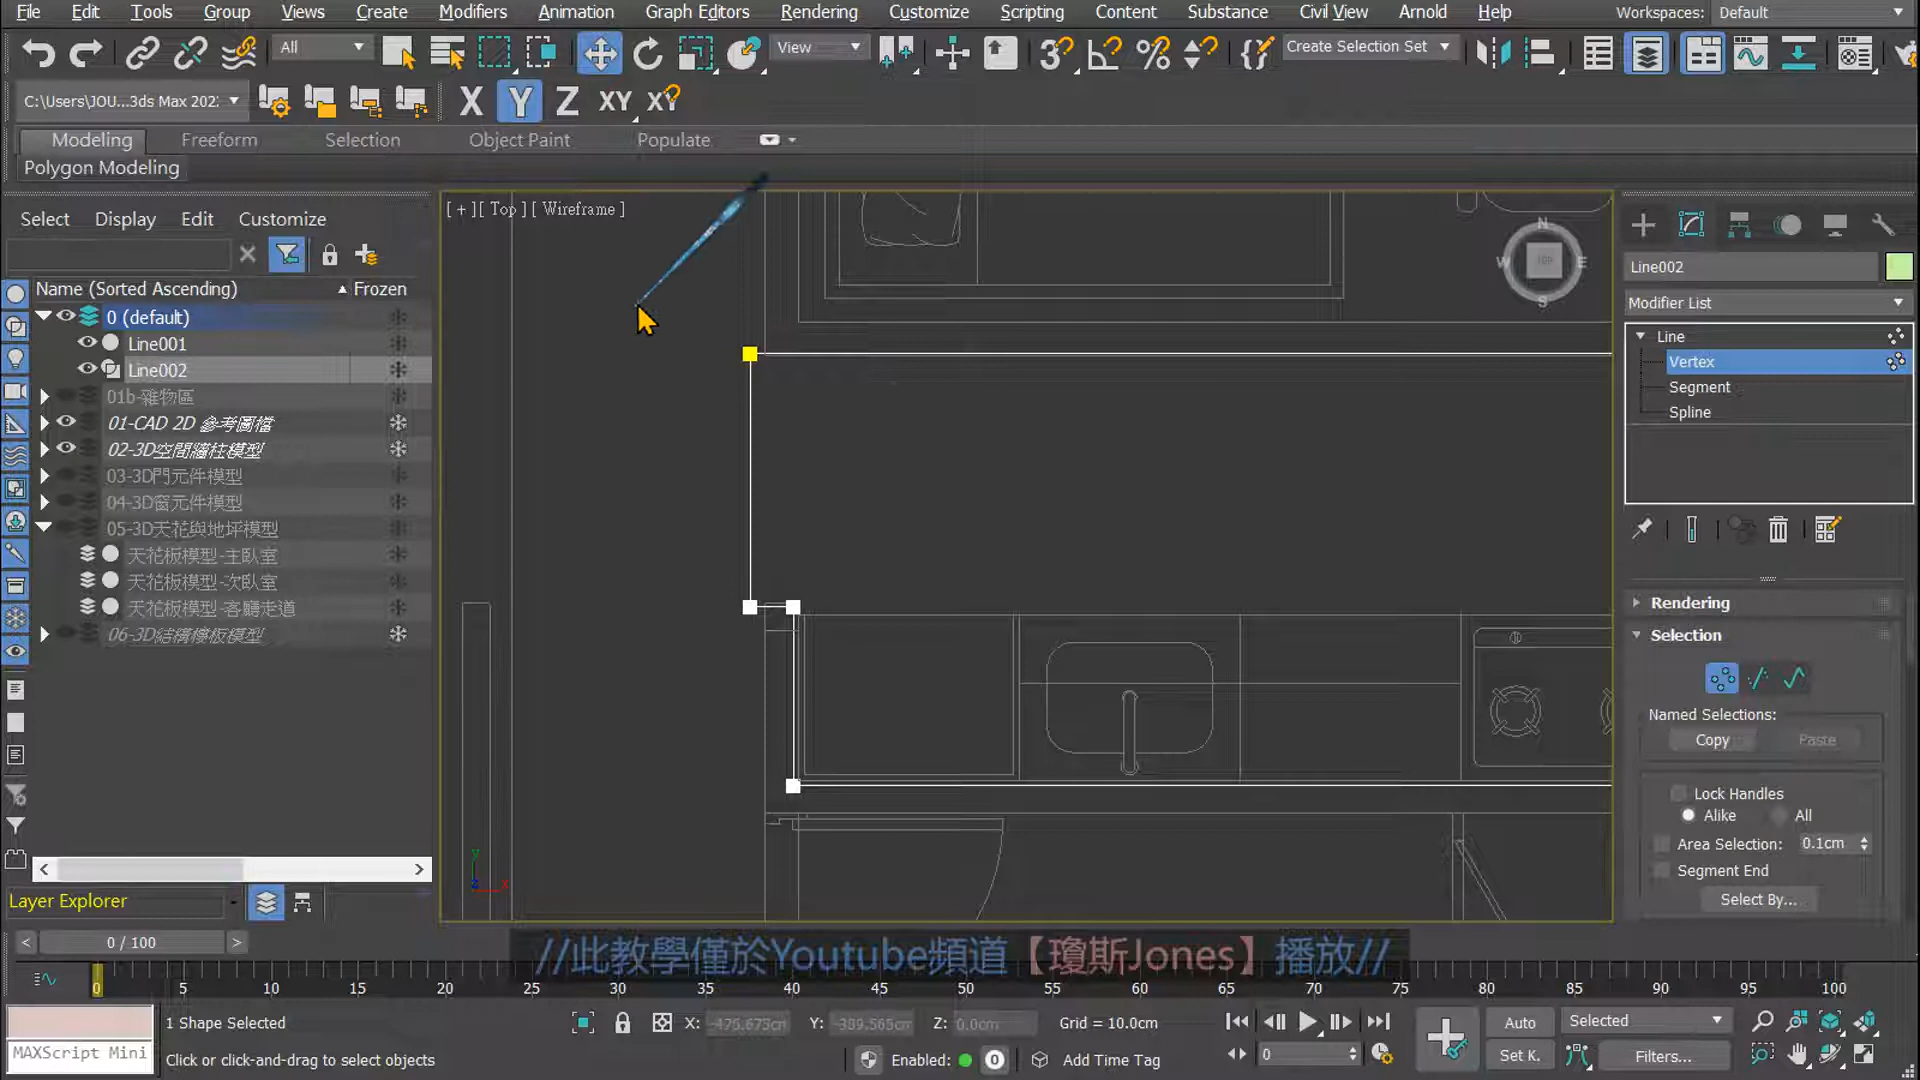 File Edit Tools Group Views Create Modifiers Animation Graph Editors Rendering Customize Scripting Content Substance Civil View Arnold Help Workspaces: Default
All View Create Selection Set
C:\Users\JOU...3ds Max 202: X Y Z XY XY
Modeling Freeform Selection Object Paint Populate
Polygon Modeling
Select Display Edit Customize
[ + ] [ Top ] [ Wireframe ]
N
W TOP E
S
Line002
Name (Sorted Ascending) Frozen
Modifier List
0 (default)
Line001
Line002
01b-雜物區
01-CAD 2D 參考圖檔
02-3D空間牆柱模型
03-3D門元件模型
04-3D窗元件模型
05-3D天花與地坪模型
天花板模型-主臥室
天花板模型-次臥室
天花板模型-客廳走道
06-3D結構樓板模型
Line
Vertex
Segment
Spline
Rendering
Selection
Named Selections:
Copy Paste
Lock Handles
Alike All
Area Selection: 0.1cm
Segment End
Select By...
y
z x
Layer Explorer
< 0 / 100 >
//此教學僅於Youtube頻道【瓊斯Jones】播放//
0 5 10 15 20 25 30 35 40 45 50 55 60 65 70 75 80 85 90 95 100
1 Shape Selected X: -475.675cm Y: -389.565cm Z: 0.0cm Grid = 10.0cm Auto Selected
MAXScript Mini Click or click-and-drag to select objects Enabled: 0 Add Time Tag 0 Set K. Filters...